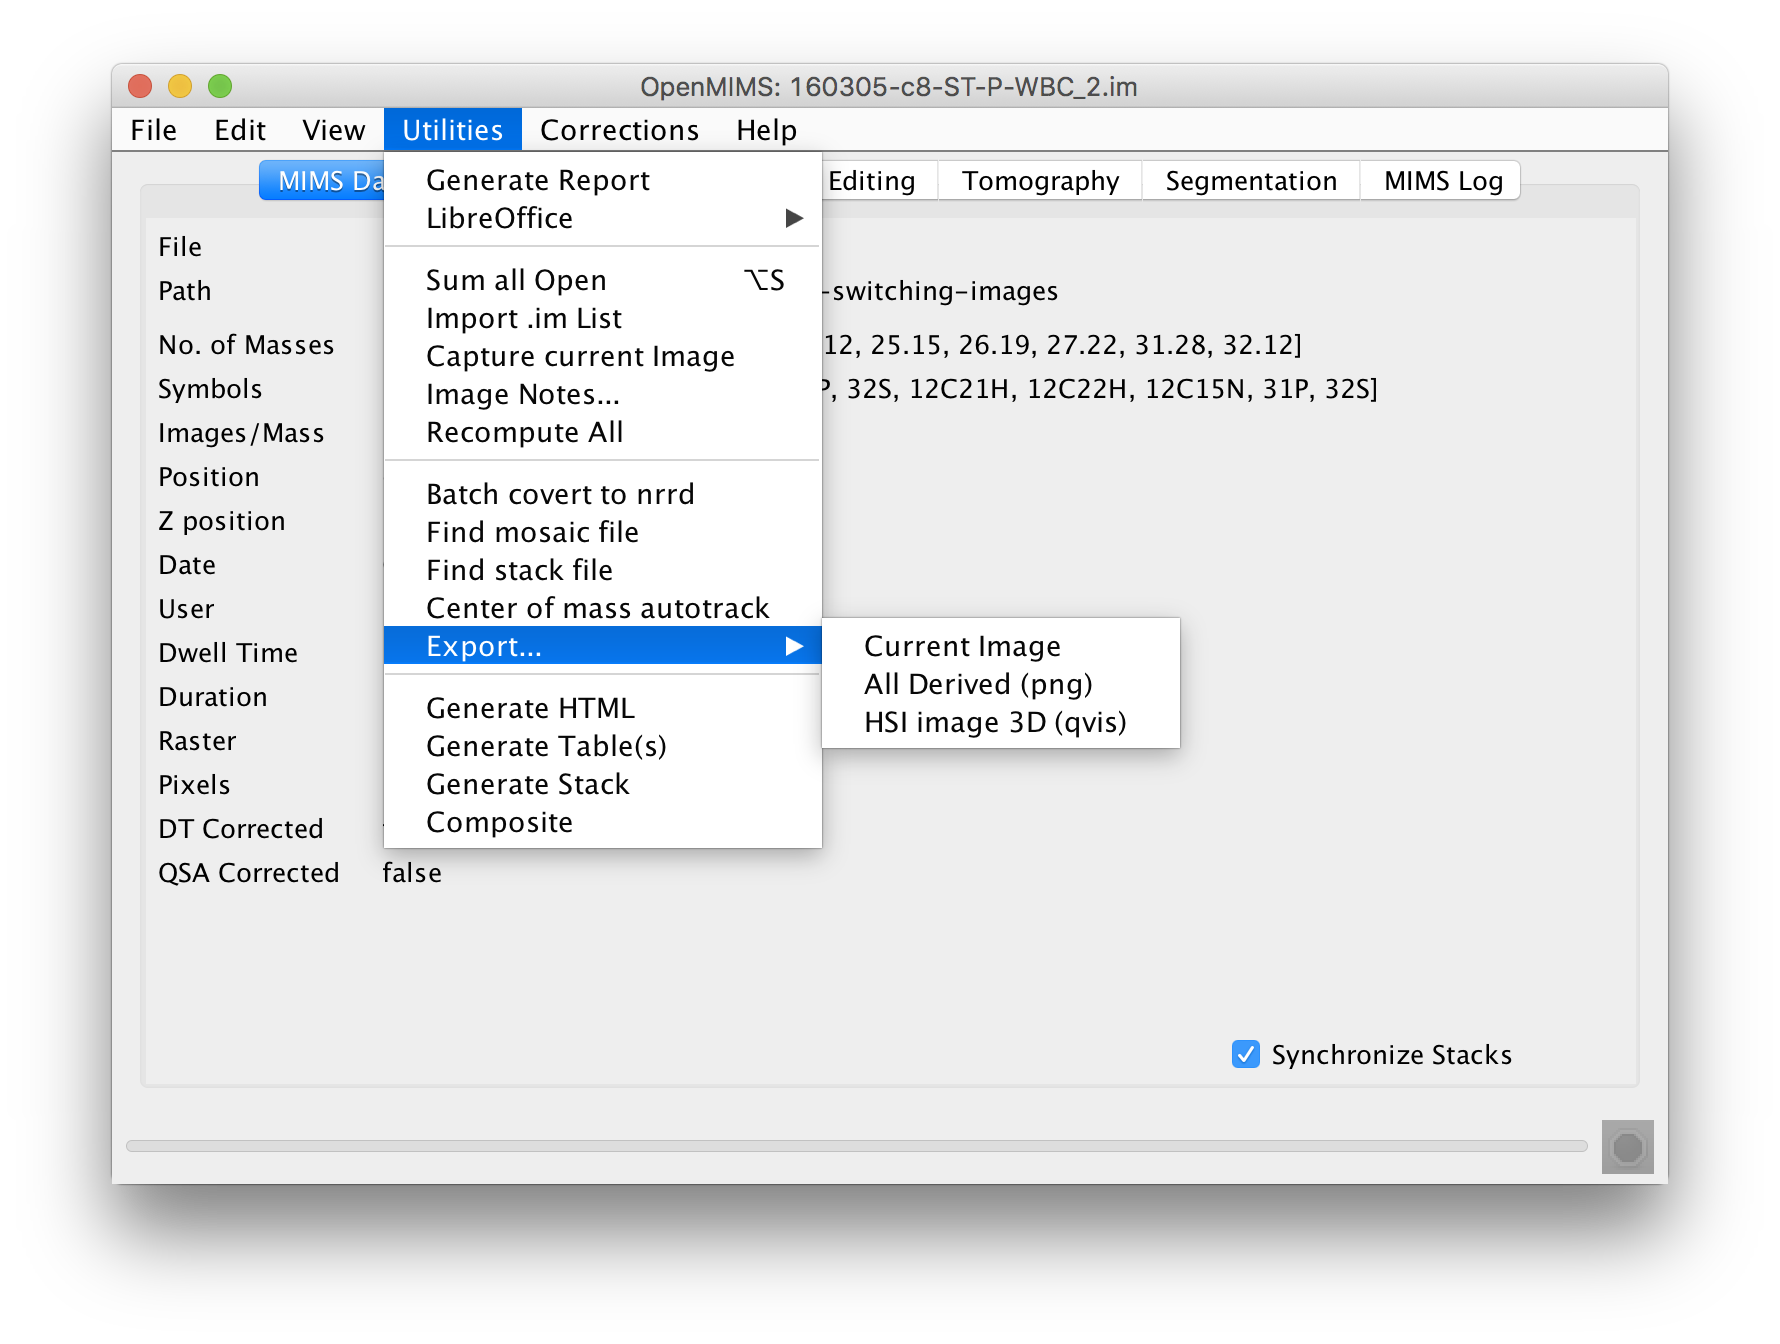 OpenMIMS: 160305-c8-ST-P-WBC_2.im
File Edit View Utilities Corrections Help
MIMS Da Editing Tomography Segmentation MIMS Log
Generate Report
LibreOffice
File
Path -switching-images
Sum all Open ⌥S
Import .im List
No. of Masses 12, 25.15, 26.19, 27.22, 31.28, 32.12]
Capture current Image
Symbols , 32S, 12C21H, 12C22H, 12C15N, 31P, 32S]
Image Notes...
Images/Mass
Recompute All
Position
Batch covert to nrrd
Z position
Find mosaic file
Date
Find stack file
User
Center of mass autotrack
Dwell Time
Export...
Current Image
All Derived (png)
HSI image 3D (qvis)
Duration
Generate HTML
Raster
Generate Table(s)
Pixels
Generate Stack
DT Corrected
Composite
QSA Corrected false
Synchronize Stacks